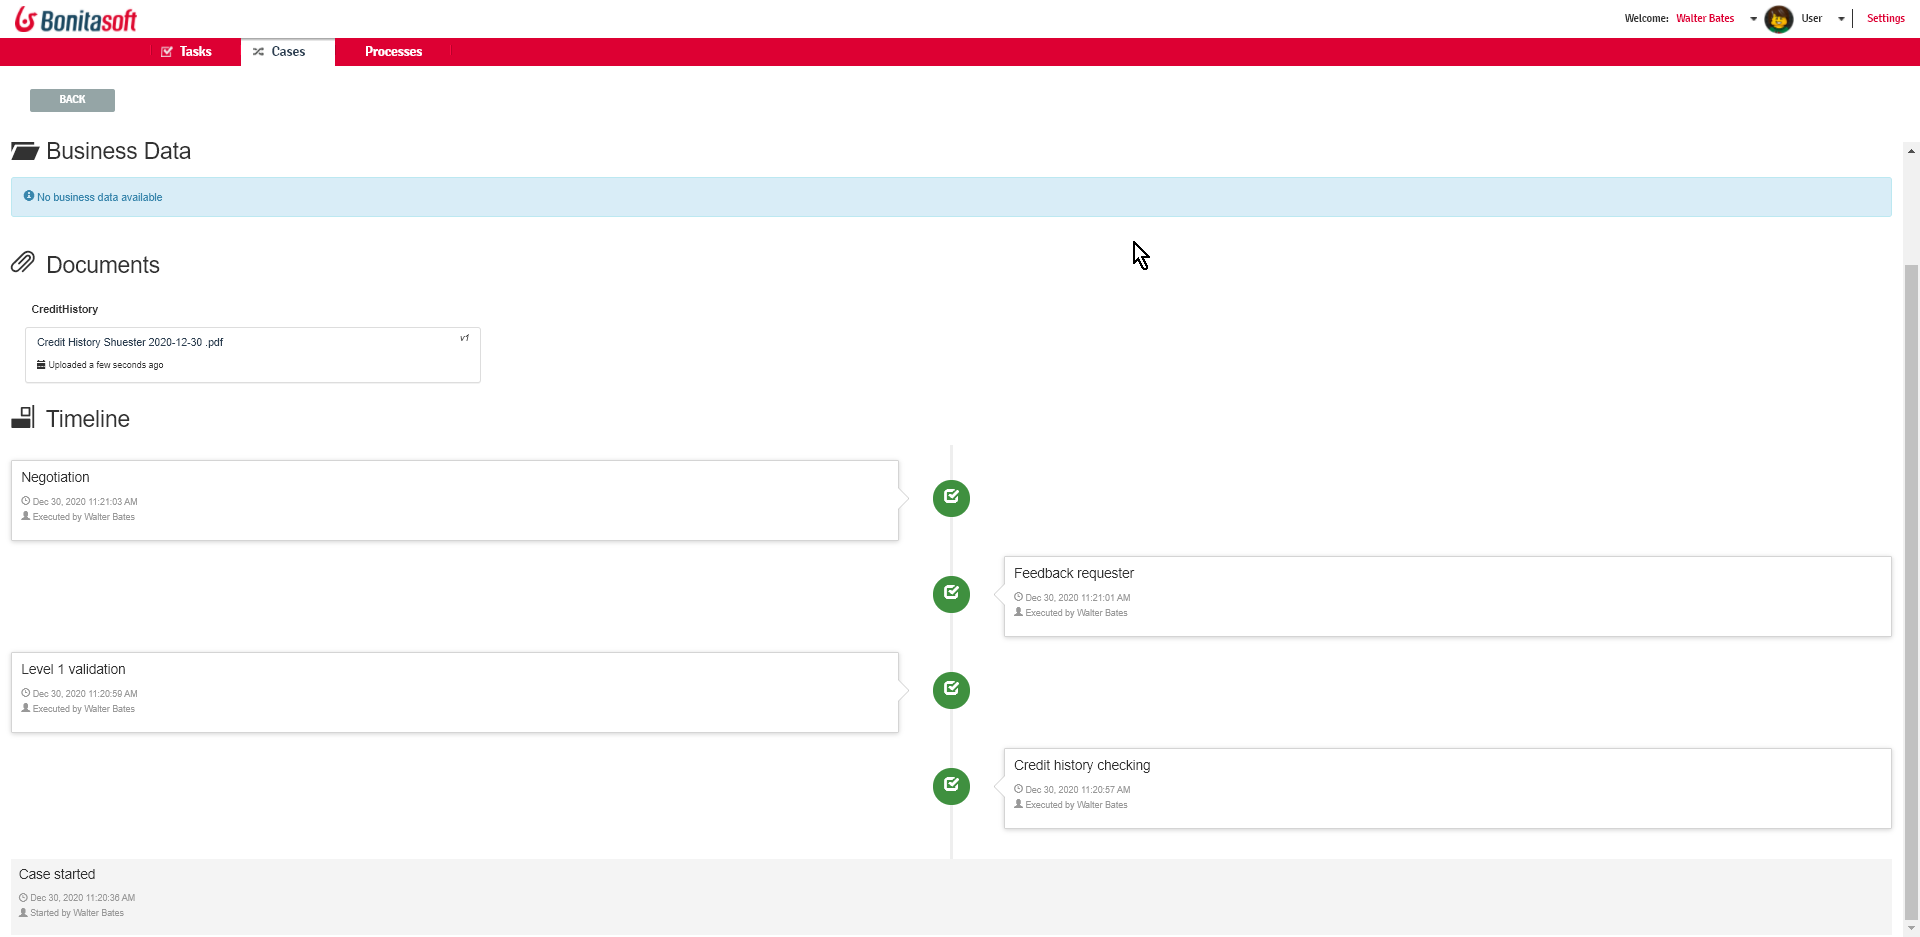 Bonitasoft
Welcome: Walter Bates User Settings
Tasks Cases Processes
BACK
Business Data
No business data available
Documents
CreditHistory
Credit History Shuester 2020-12-30 .pdf v1
Uploaded a few seconds ago
Timeline
Negotiation
Dec 30, 2020 11:21:03 AM
Executed by Walter Bates
Feedback requester
Dec 30, 2020 11:21:01 AM
Executed by Walter Bates
Level 1 validation
Dec 30, 2020 11:20:59 AM
Executed by Walter Bates
Credit history checking
Dec 30, 2020 11:20:57 AM
Executed by Walter Bates
Case started
Dec 30, 2020 11:20:36 AM
Started by Walter Bates